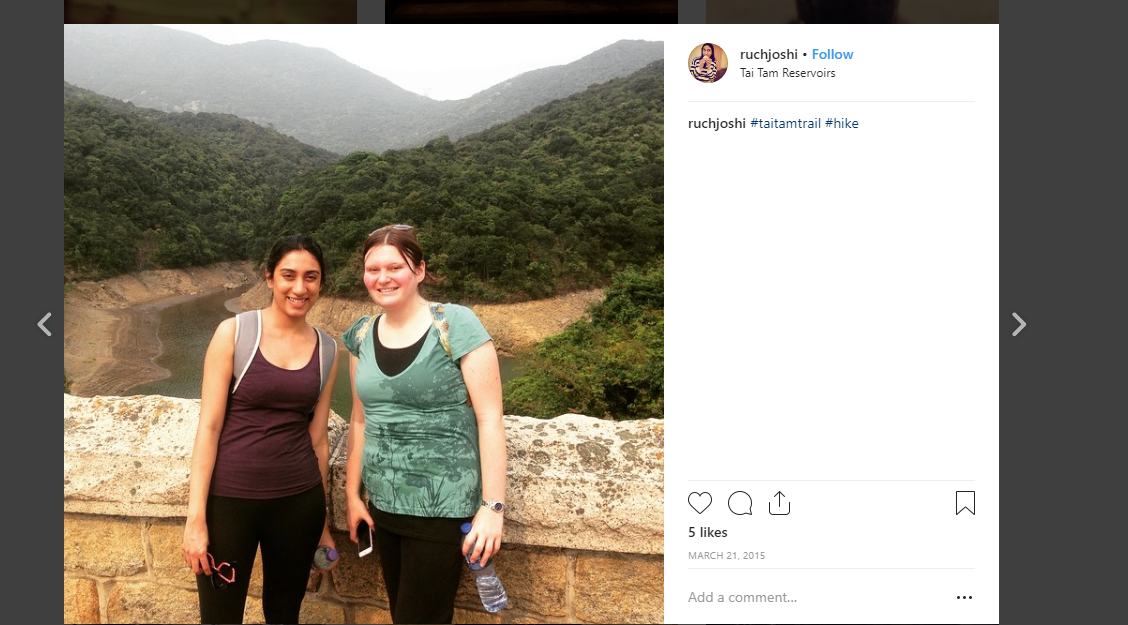 ruchjoshi • Follow
Tai Tam Reservoirs
ruchjoshi #taitamtrail #hike
5 likes
MARCH 21, 2015
Add a comment...